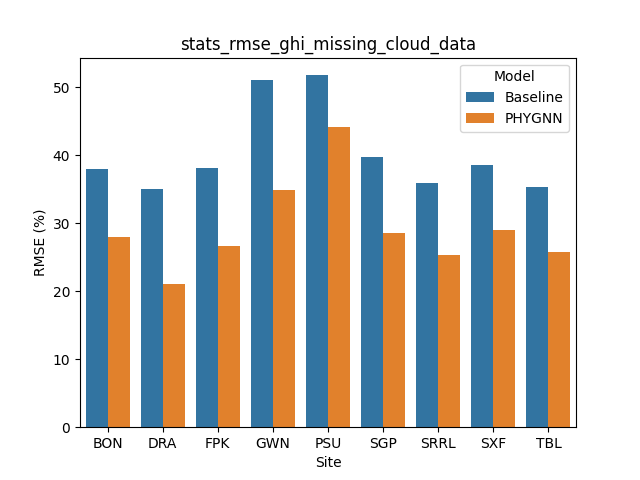 stats_rmse_ghi_missing_cloud_data
Model
Baseline
PHYGNN
RMSE (%)
50
40
30
20
10
0
BON DRA FPK GWN PSU SGP SRRL SXF TBL
Site